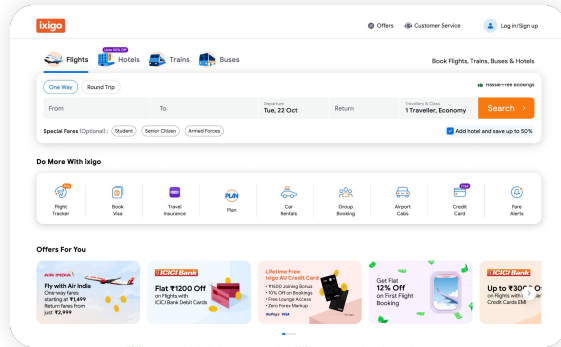 ixigo
Offers
Customer Service
Log in/Sign up
Flights
Hotels
Trains
Buses
Book Flights, Trains, Buses & Hotels
One Way
Round Trip
Hassle-Free Bookings
From
To
Departure
Tue, 22 Oct
Return
Travellers & Class
1 Traveller, Economy
Search
Special Fares (Optional) :
Student
Senior Citizen
Armed Forces
Add hotel and save up to 50%
Do More With ixigo
Flight
Tracker
Book
Visa
Travel
Insurance
PLAN
Plan
Car
Rentals
Group
Booking
Airport
Cabs
Credit
Card
Fare
Alerts
Offers For You
AIR INDIA
Fly with Air India
One-way fares
starting at ₹1,499
Return fares from
just ₹2,999
ICICI Bank
Flat ₹1200 Off
on Flights with
ICICI Bank Debit Cards
Lifetime Free
ixigo AU Credit Card
• ₹1500 Joining Bonus
• 10% Off on Bookings
• Free Lounge Access
• Zero Forex Markup
RuPay VISA
Get Flat
12% Off
on First Flight
Booking
ICICI Bank
Up to ₹3000
on Flights with
Credit Cards EMI